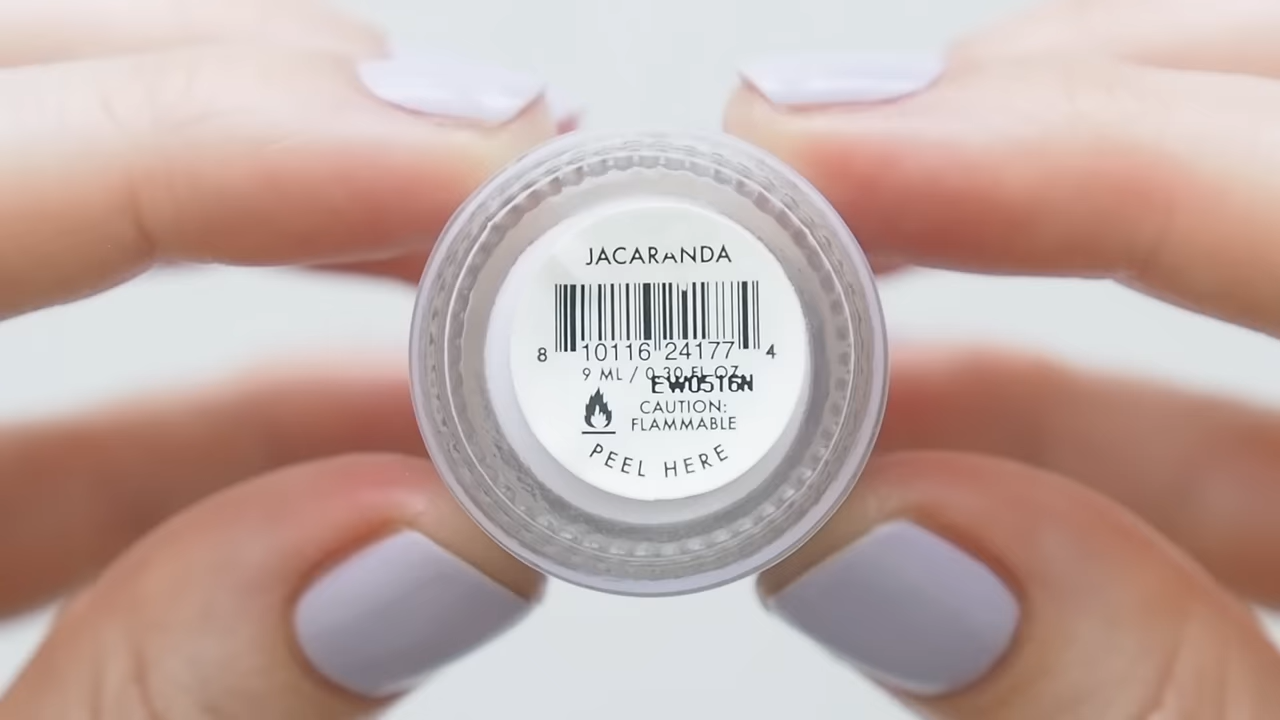 JACARANDA
8 10116 24177 4
9 ML / 0.30 FL OZ
EW0516N
CAUTION:
FLAMMABLE
PEEL HERE